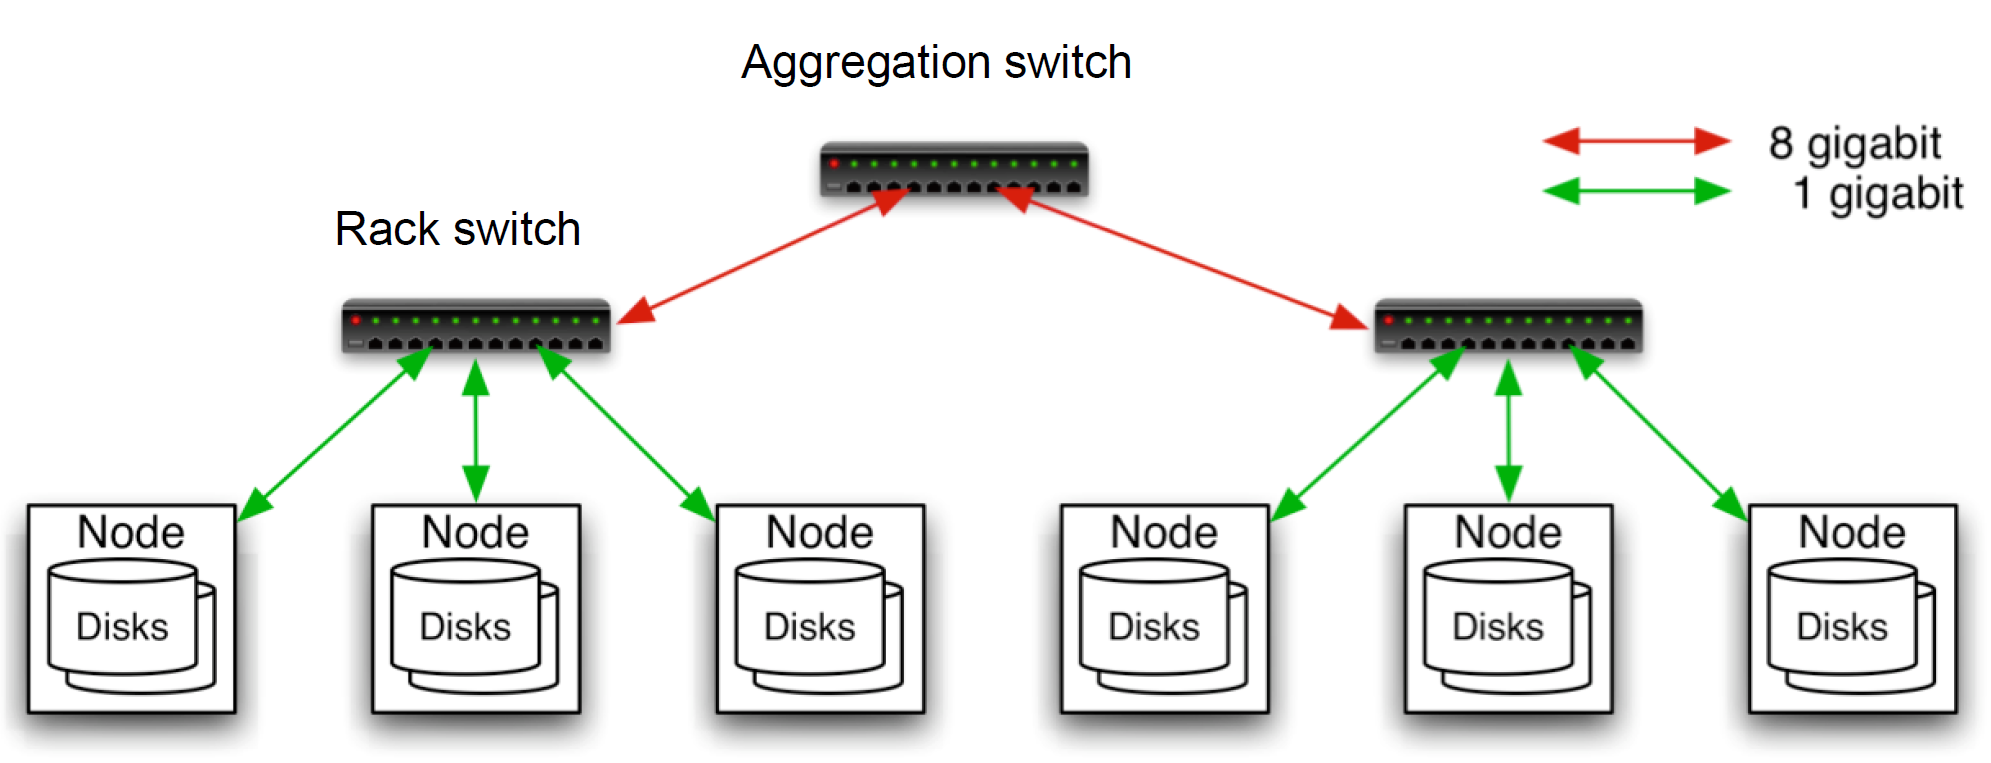 Aggregation switch
8 gigabit
1 gigabit
Rack switch
Node
Disks
Node
Disks
Node
Disks
Node
Disks
Node
Disks
Node
Disks